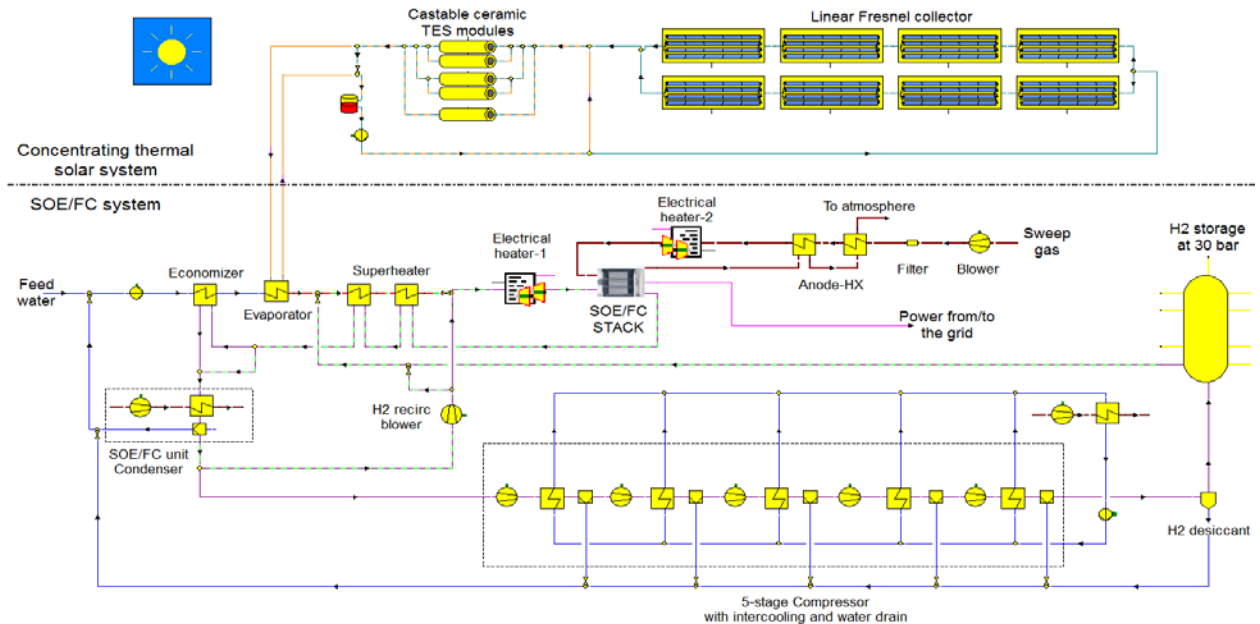 Castable ceramic
TES modules
Linear Fresnel collector
Concentrating thermal
solar system
SOE/FC system
Electrical
heater-2
To atmosphere
Sweep
gas
H2 storage
at 30 bar
Electrical
heater-1
Economizer
Superheater
Filter
Blower
Feed
water
Anode-HX
Evaporator
SOE/FC
STACK
Power from/to
the grid
H2 recirc
blower
SOE/FC unit
Condenser
H2 desiccant
5-stage Compressor
with intercooling and water drain